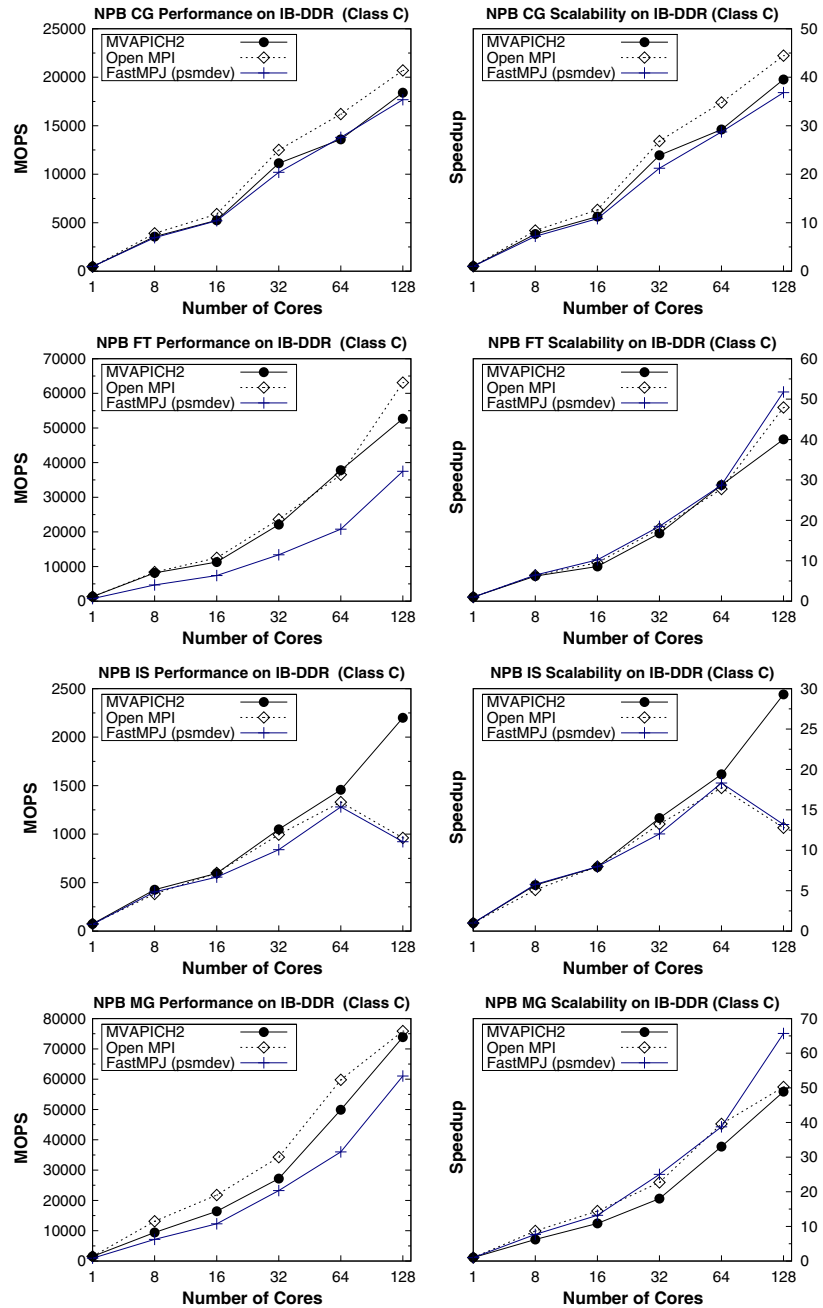 NPB CG Performance on IB-DDR (Class C)
MVAPICH2
Open MPI
FastMPJ (psmdev)
MOPS
25000
20000
15000
10000
5000
0
1 8 16 32 64 128
Number of Cores
NPB CG Scalability on IB-DDR (Class C)
MVAPICH2
Open MPI
FastMPJ (psmdev)
Speedup
50
40
30
20
10
0
1 8 16 32 64 128
Number of Cores
NPB FT Performance on IB-DDR (Class C)
MVAPICH2
Open MPI
FastMPJ (psmdev)
MOPS
70000
60000
50000
40000
30000
20000
10000
0
1 8 16 32 64 128
Number of Cores
NPB FT Scalability on IB-DDR (Class C)
MVAPICH2
Open MPI
FastMPJ (psmdev)
Speedup
60
50
40
30
20
10
0
1 8 16 32 64 128
Number of Cores
NPB IS Performance on IB-DDR (Class C)
MVAPICH2
Open MPI
FastMPJ (psmdev)
MOPS
2500
2000
1500
1000
500
0
1 8 16 32 64 128
Number of Cores
NPB IS Scalability on IB-DDR (Class C)
MVAPICH2
Open MPI
FastMPJ (psmdev)
Speedup
30
25
20
15
10
5
0
1 8 16 32 64 128
Number of Cores
NPB MG Performance on IB-DDR (Class C)
MVAPICH2
Open MPI
FastMPJ (psmdev)
MOPS
80000
70000
60000
50000
40000
30000
20000
10000
0
1 8 16 32 64 128
Number of Cores
NPB MG Scalability on IB-DDR (Class C)
MVAPICH2
Open MPI
FastMPJ (psmdev)
Speedup
70
60
50
40
30
20
10
0
1 8 16 32 64 128
Number of Cores